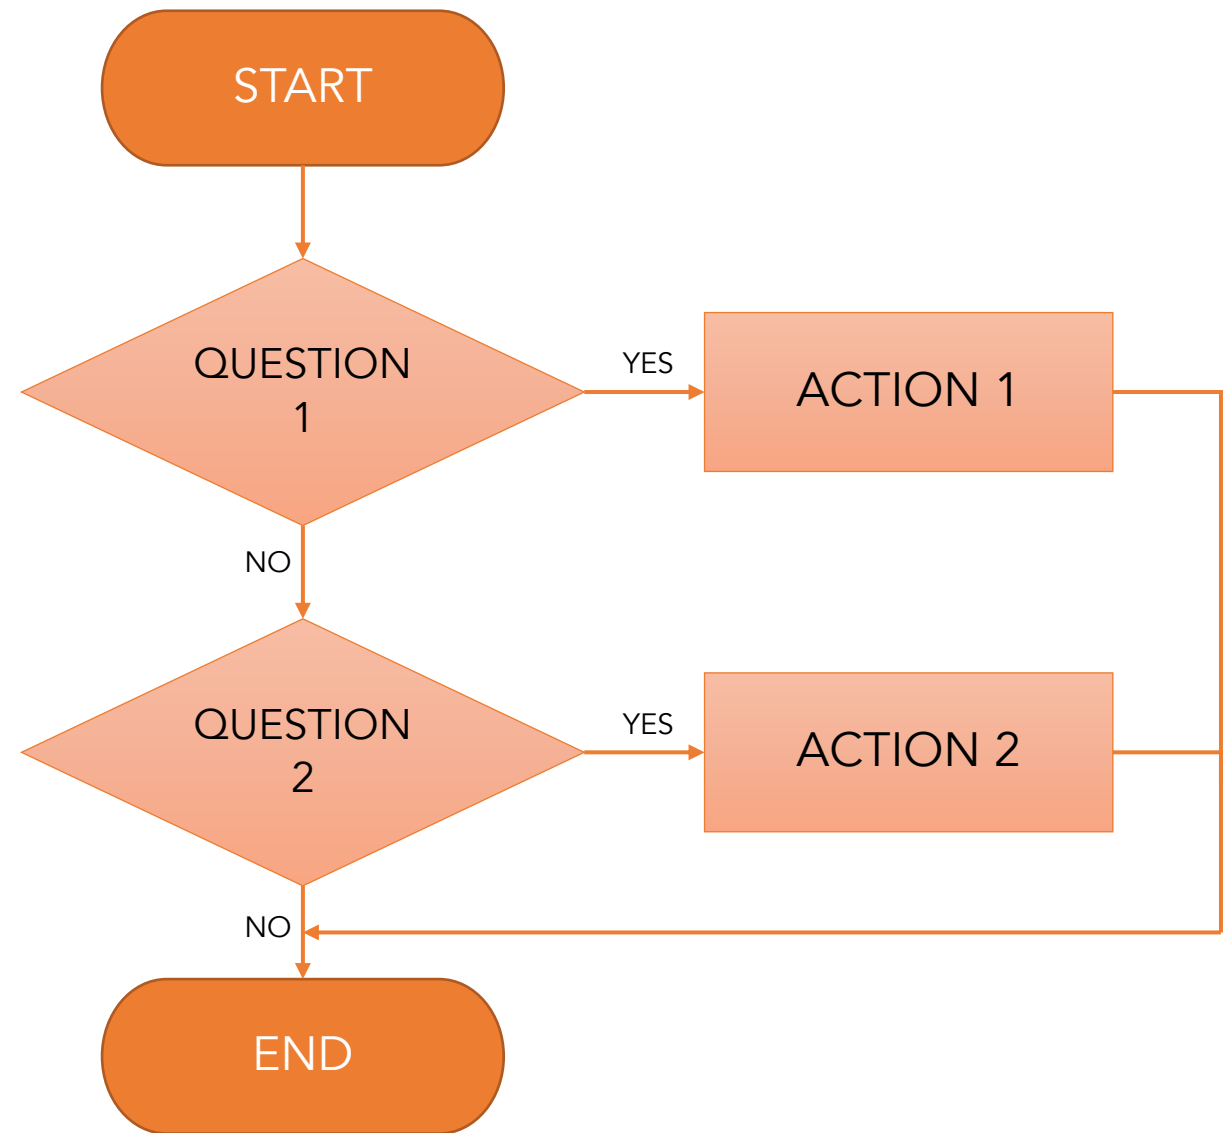 START
QUESTION
1
YES
ACTION 1
NO
QUESTION
2
YES
ACTION 2
NO
END